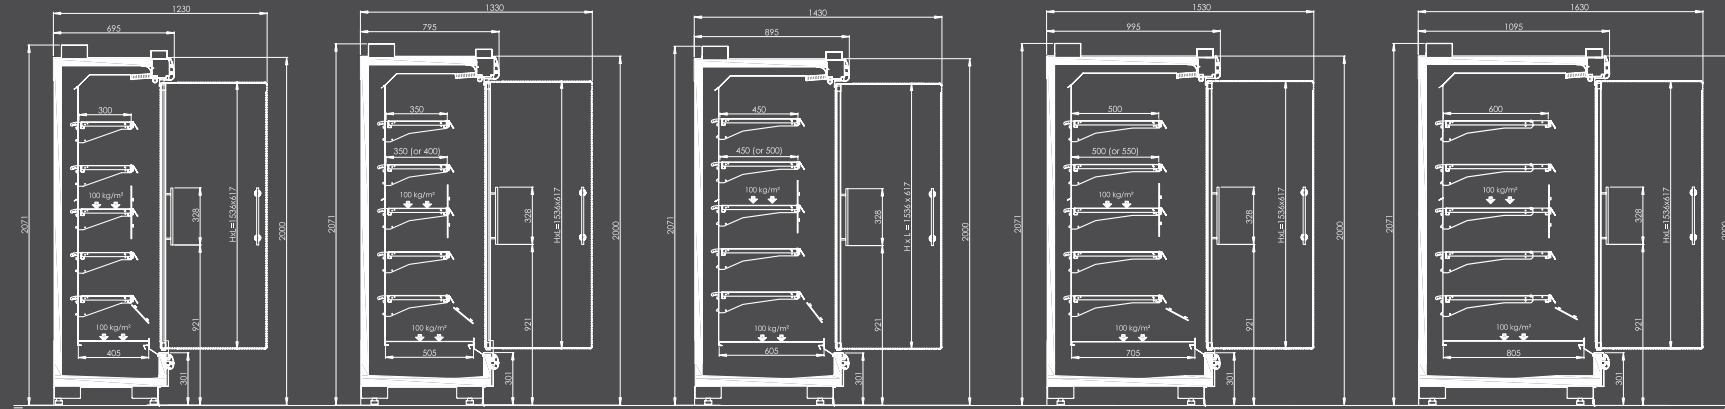 1230
695
300
100 kg/m²
2071
328
HxL=1536x617
2000
921
100 kg/m²
405
301
1330
795
350
350 (or 400)
100 kg/m²
2071
328
HxL=1536x617
2000
921
100 kg/m²
505
301
1430
895
450
450 (or 500)
100 kg/m²
2071
328
H x L = 1536 x 617
2000
921
100 kg/m²
605
301
1530
995
500
500 (or 550)
100 kg/m²
2071
328
HxL=1536x617
2000
921
100 kg/m²
705
301
1630
1095
600
100 kg/m²
2071
328
HxL=1536x617
2000
921
100 kg/m²
805
301